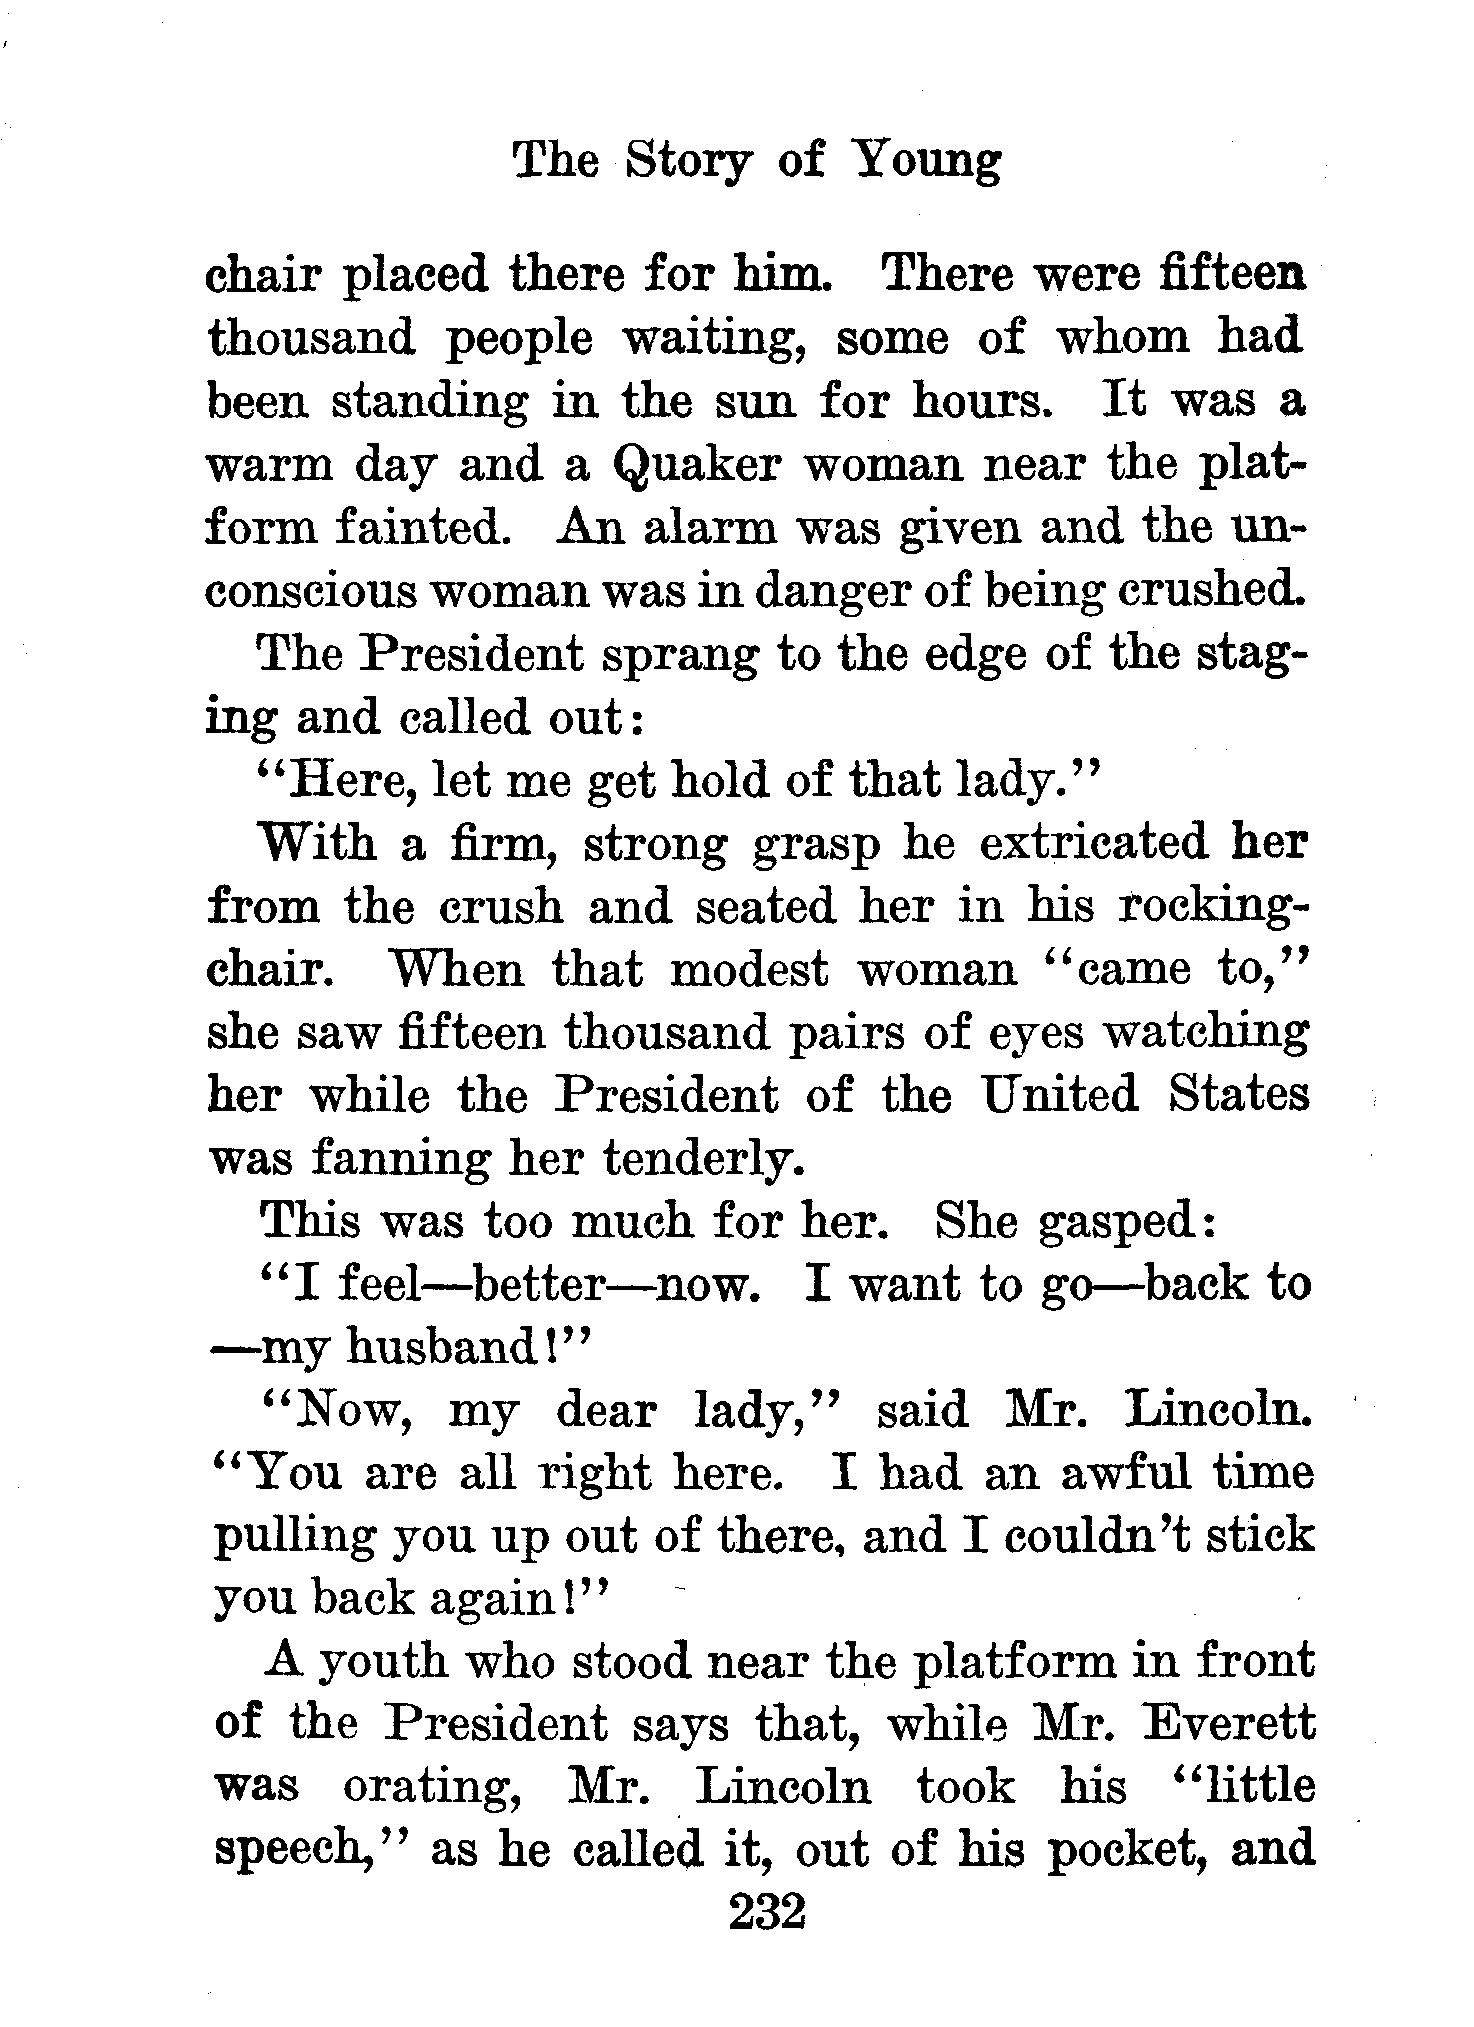 The Story of Young
chair placed there for him. There were fifteen
thousand people waiting, some of whom had
been standing in the sun for hours. It was a
warm day and a Quaker woman near the plat-
form fainted. An alarm was given and the un-
conscious woman was in danger of being crushed.
The President sprang to the edge of the stag-
ing and called out:
"Here, let me get hold of that lady."
With a firm, strong grasp he extricated her
from the crush and seated her in his rocking-
chair. When that modest woman "came to,"
she saw fifteen thousand pairs of eyes watching
her while the President of the United States
was fanning her tenderly.
This was too much for her. She gasped:
"I feel—better—now. I want to go—back to
—my husband!"
"Now, my dear lady," said Mr. Lincoln.
"You are all right here. I had an awful time
pulling you up out of there, and I couldn't stick
you back again!"
A youth who stood near the platform in front
of the President says that, while Mr. Everett
was orating, Mr. Lincoln took his "little
speech," as he called it, out of his pocket, and
232